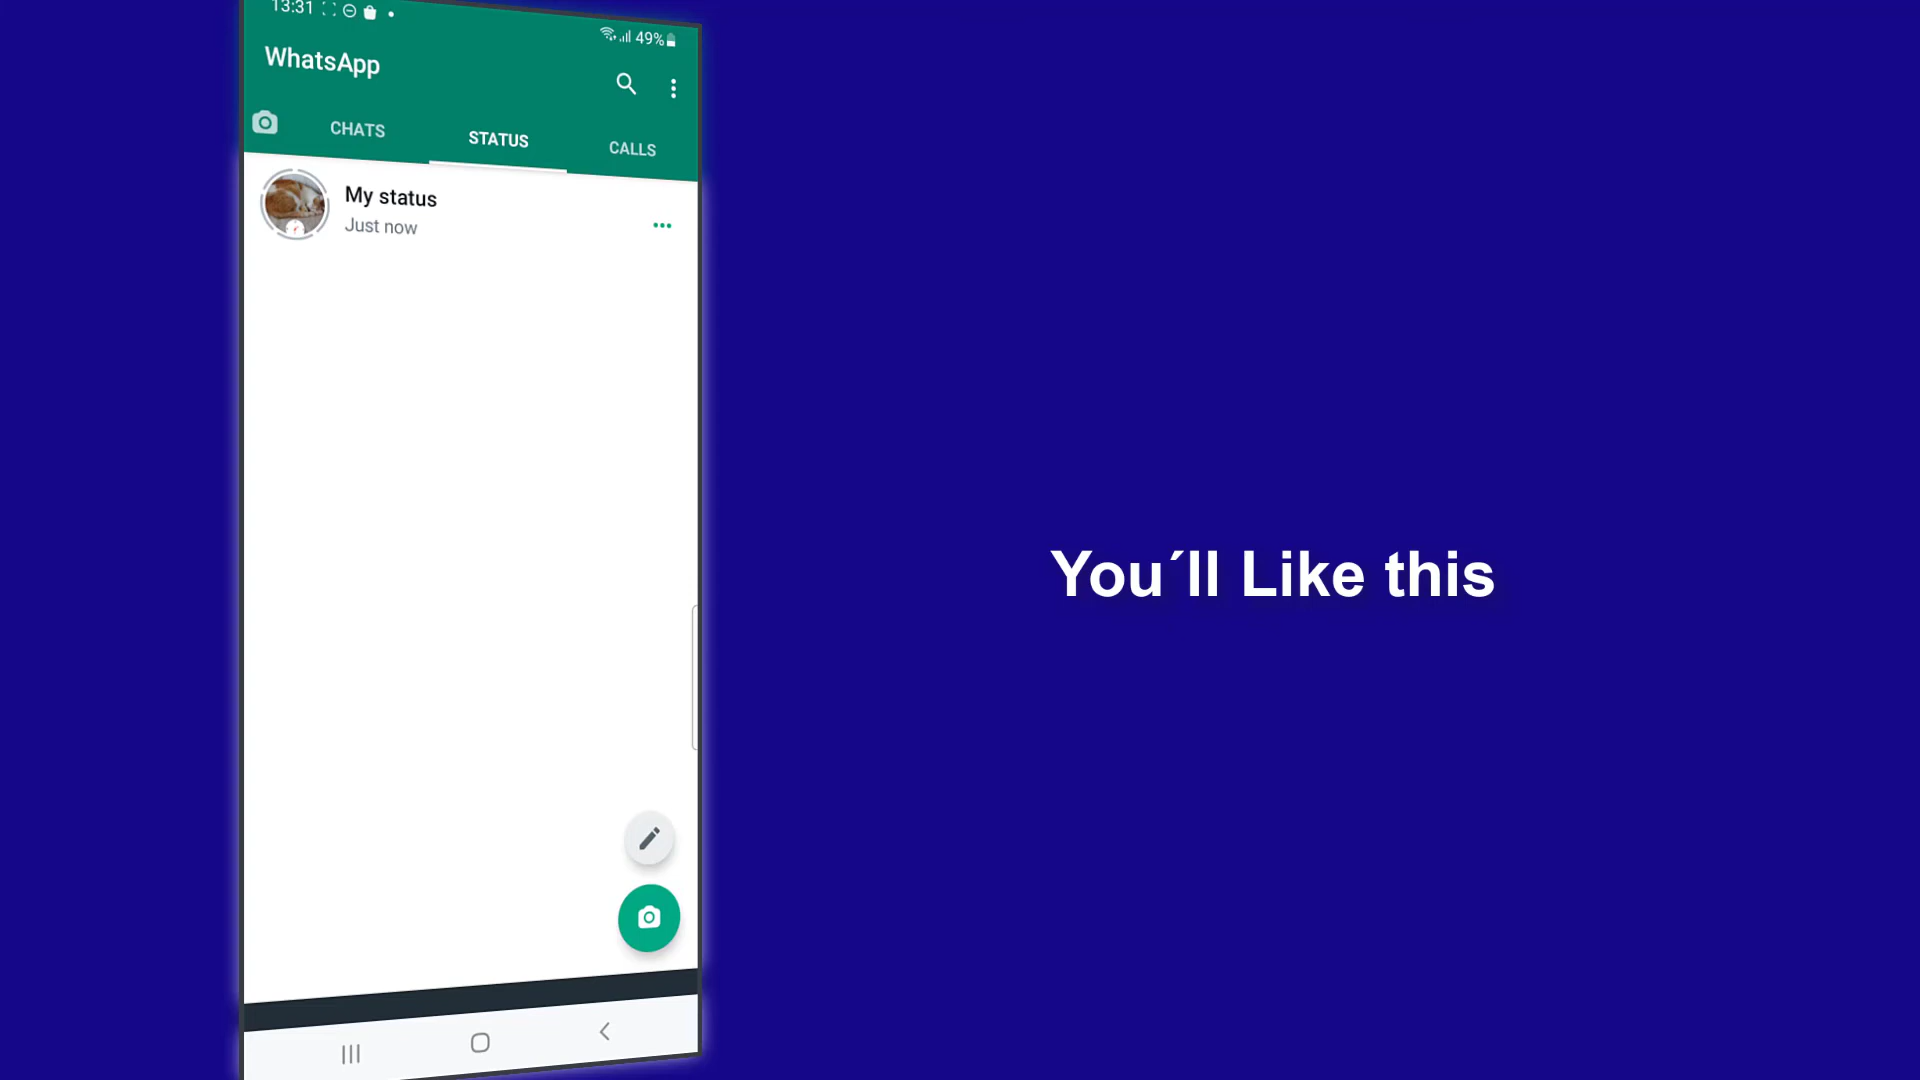 13:31
49%
WhatsApp
CHATS STATUS CALLS
My status
Just now
You´ll Like this